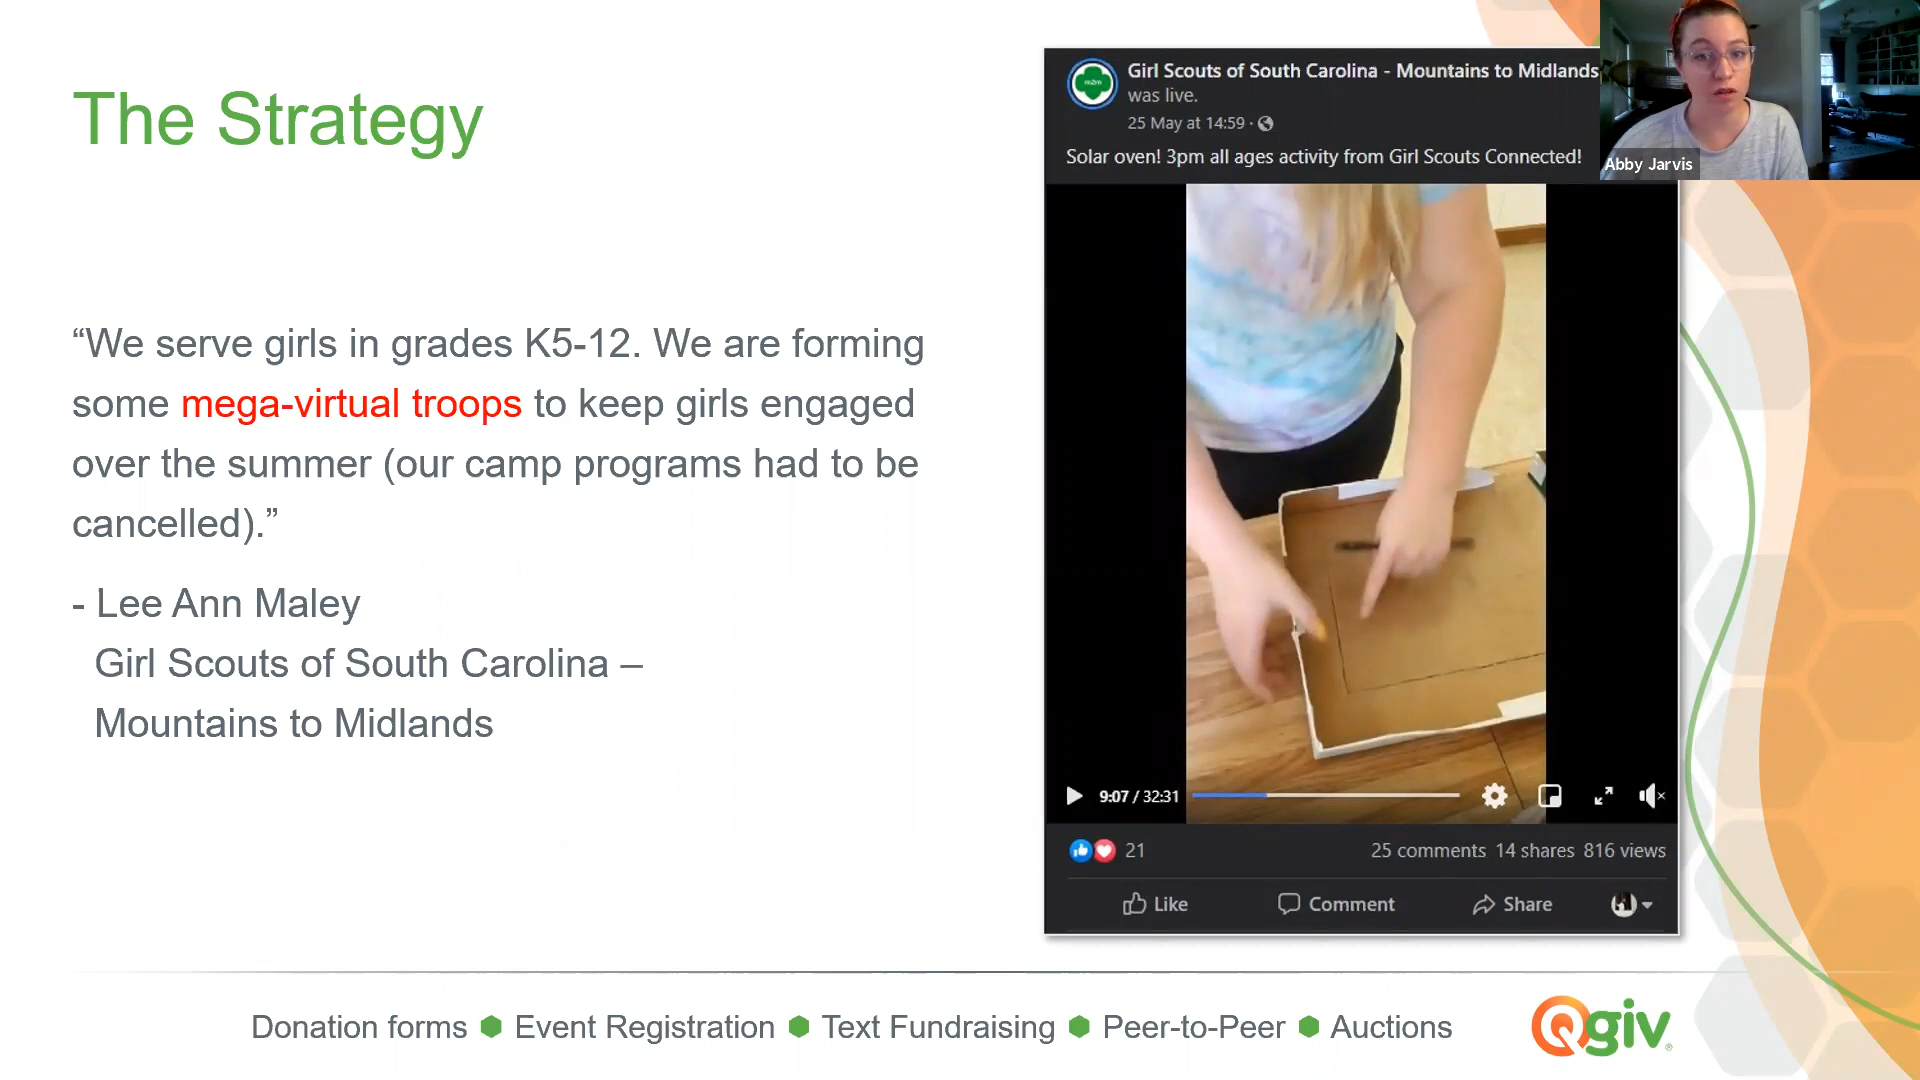 The Strategy
“We serve girls in grades K5-12. We are forming
some mega-virtual troops to keep girls engaged
over the summer (our camp programs had to be
cancelled).”
- Lee Ann Maley
Girl Scouts of South Carolina –
Mountains to Midlands
Girl Scouts of South Carolina - Mountains to Midlands
was live.
25 May at 14:59 ·
Solar oven! 3pm all ages activity from Girl Scouts Connected!
9:07 / 32:31
21
25 comments 14 shares 816 views
Like
Comment
Share
Abby Jarvis
Donation forms
Event Registration
Text Fundraising
Peer-to-Peer
Auctions
Qgiv